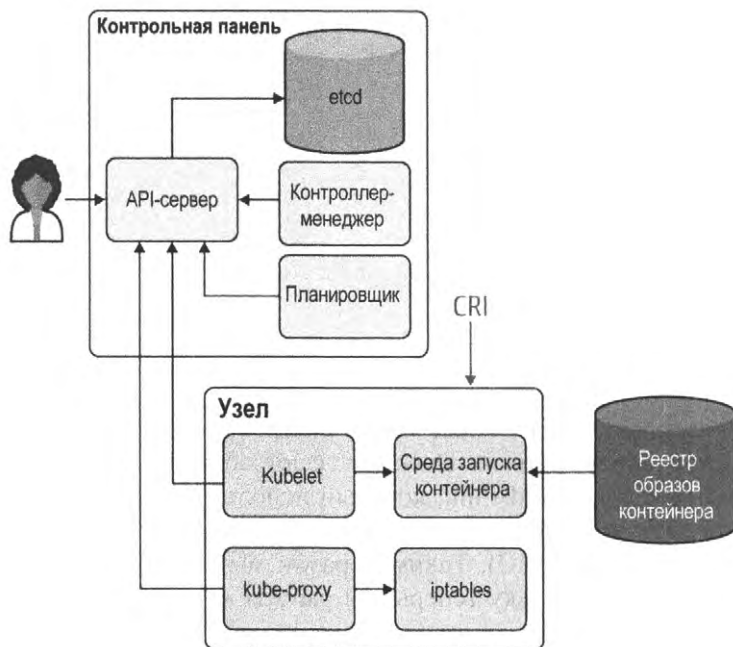 Контрольная панель
etcd
API-сервер
Контроллер-
менеджер
Планировщик
CRI
Узел
Kubelet
Среда запуска
контейнера
Реестр
образов
контейнера
kube-proxy
iptables